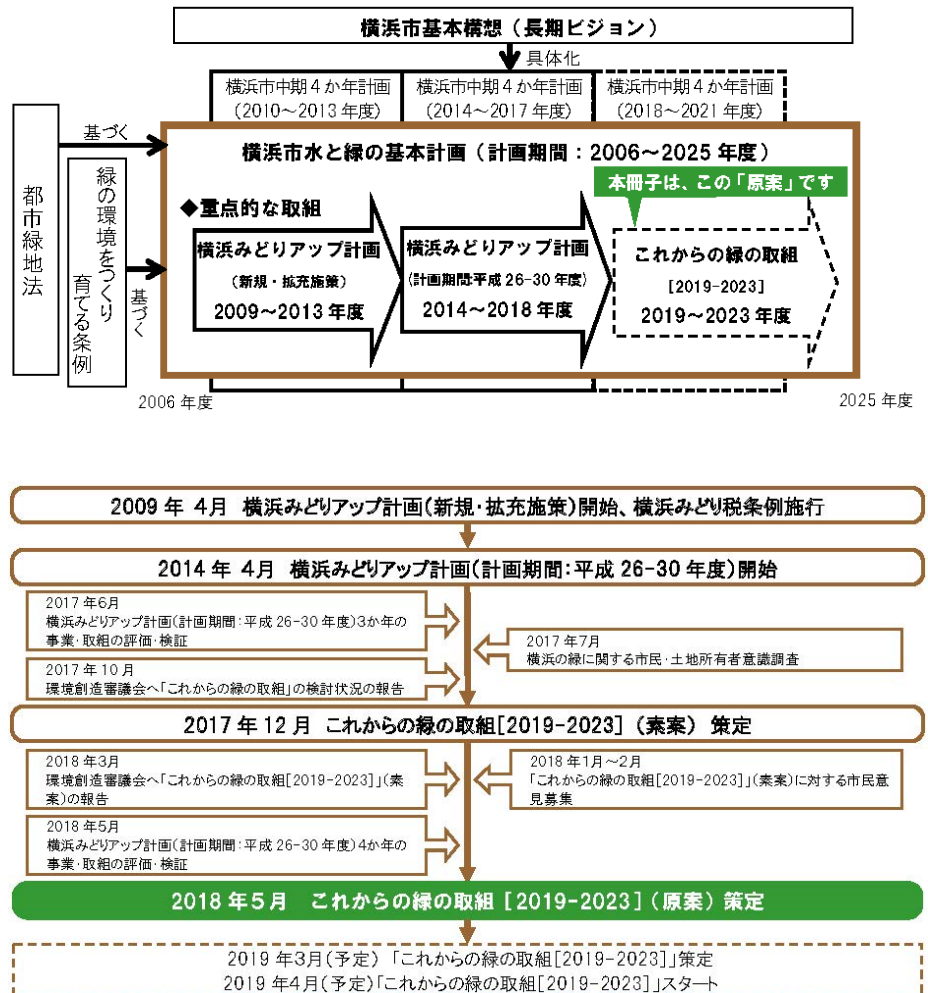 横浜市基本構想（長期ビジョン）
具体化
横浜市中期４か年計画
（2010～2013 年度）
横浜市中期４か年計画
（2014～2017 年度）
横浜市中期４か年計画
（2018～2021 年度）
都市緑地法
基づく
緑の環境をつくり
育てる条例
基づく
横浜市水と緑の基本計画（計画期間：2006～2025 年度）
本冊子は、この「原案」です
◆重点的な取組
横浜みどりアップ計画
（新規・拡充施策）
2009～2013 年度
横浜みどりアップ計画
（計画期間:平成 26-30 年度）
2014～2018 年度
これからの緑の取組
[2019-2023]
2019～2023 年度
2006 年度
2025 年度
2009 年 4月 横浜みどりアップ計画(新規・拡充施策)開始、横浜みどり税条例施行
2014 年 4月 横浜みどりアップ計画(計画期間：平成 26-30 年度)開始
2017 年6月
横浜みどりアップ計画(計画期間：平成 26-30 年度)3か年の
事業・取組の評価・検証
2017 年7月
横浜の緑に関する市民・土地所有者意識調査
2017 年 10 月
環境創造審議会へ「これからの緑の取組」の検討状況の報告
2017 年 12 月 これからの緑の取組[2019-2023] （素案） 策定
2018 年3月
環境創造審議会へ「これからの緑の取組[2019-2023]」(素
案)の報告
2018 年1月～2月
「これからの緑の取組[2019-2023]」(素案)に対する市民意
見募集
2018 年5月
横浜みどりアップ計画(計画期間：平成 26-30 年度)4か年の
事業・取組の評価・検証
2018 年５月 これからの緑の取組 [2019-2023]（原案）策定
2019 年３月(予定) 「これからの緑の取組[2019-2023]」策定
2019 年４月(予定)「これからの緑の取組[2019-2023]」スタート